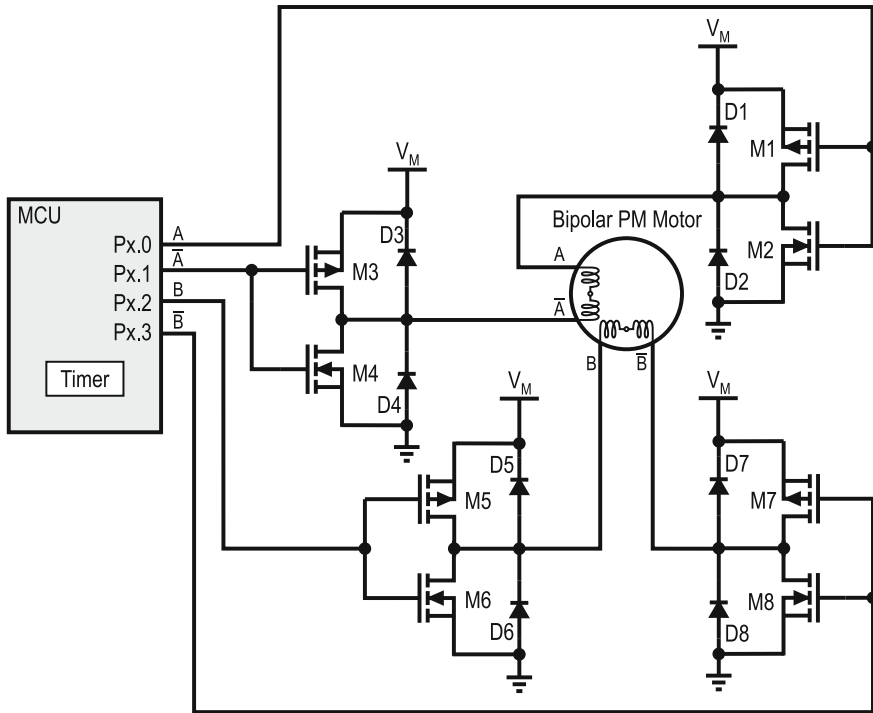 MCU
Px.0
Px.1
Px.2
Px.3
Timer
A
A̅
B
B̅
V_M
D3
M3
M4
D4
V_M
D1
M1
M2
D2
Bipolar PM Motor
A
A̅
B
B̅
V_M
D5
M5
M6
D6
V_M
D7
M7
M8
D8